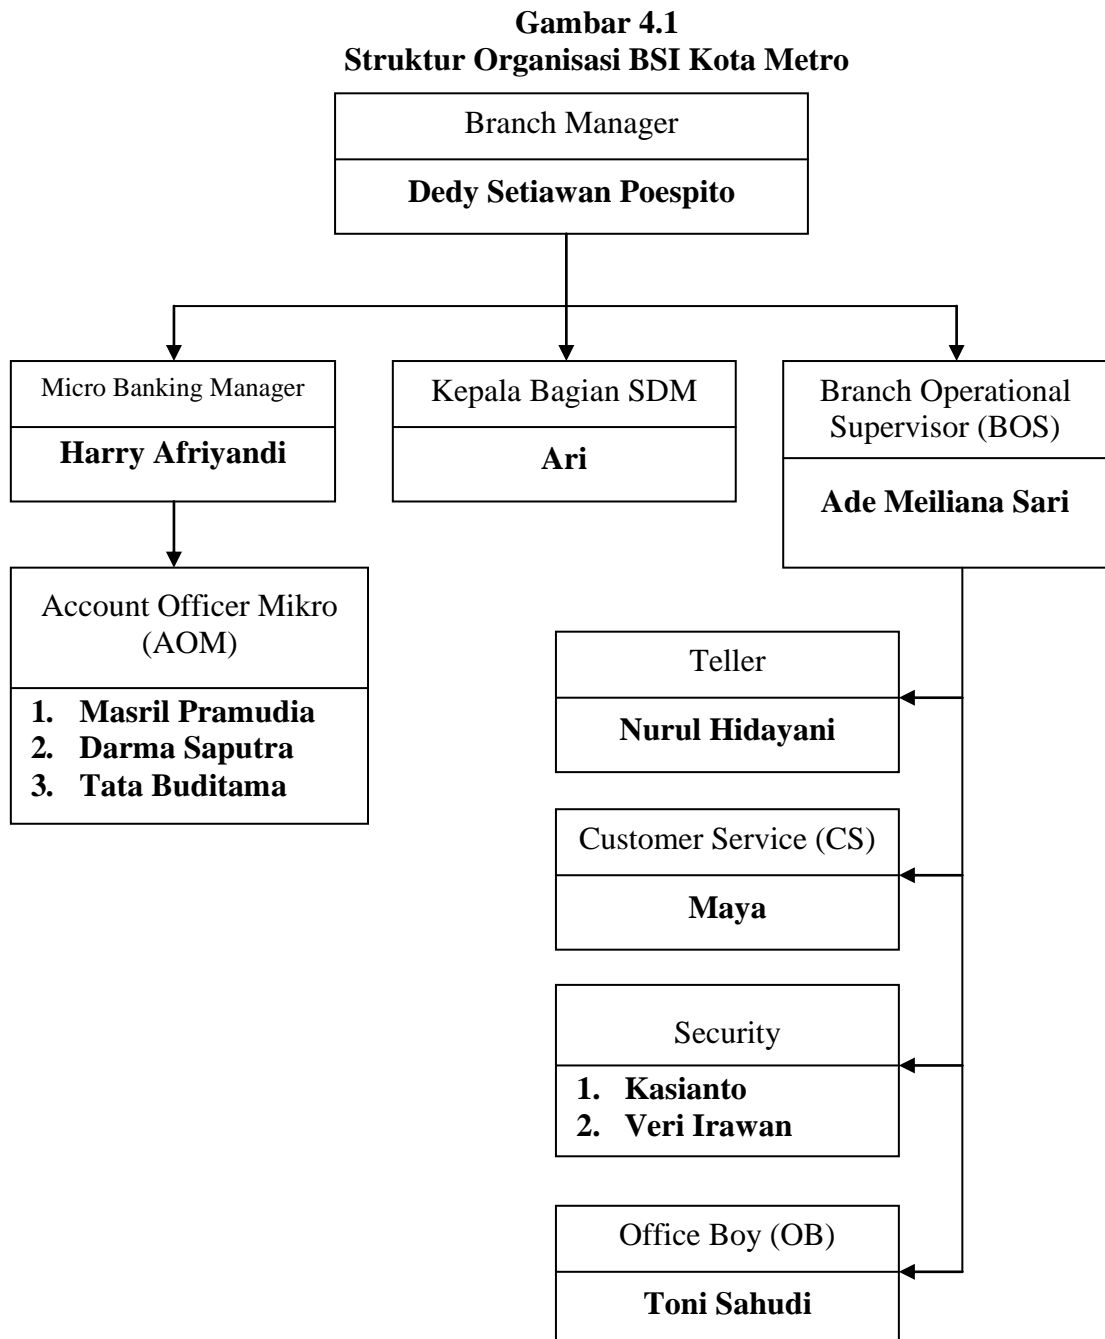 Gambar 4.1
Struktur Organisasi BSI Kota Metro
Branch Manager
Dedy Setiawan Poespito
Micro Banking Manager
Harry Afriyandi
Kepala Bagian SDM
Ari
Branch Operational
Supervisor (BOS)
Ade Meiliana Sari
Account Officer Mikro
(AOM)
1. Masril Pramudia
2. Darma Saputra
3. Tata Buditama
Teller
Nurul Hidayani
Customer Service (CS)
Maya
Security
1. Kasianto
2. Veri Irawan
Office Boy (OB)
Toni Sahudi